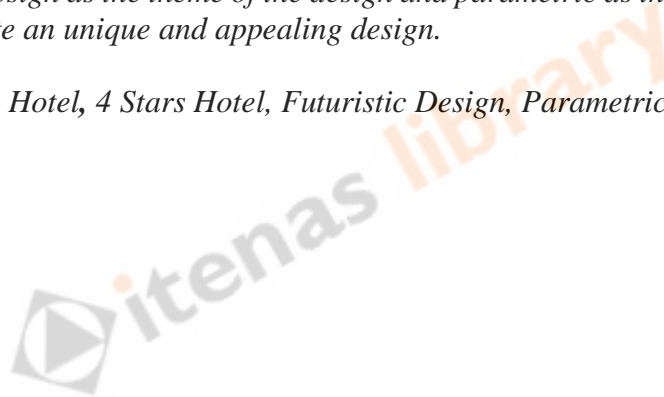 design as the theme of the design and parametric as
an unique and appealing design.
Hotel, 4 Stars Hotel, Futuristic Design, Parametric
itenas library